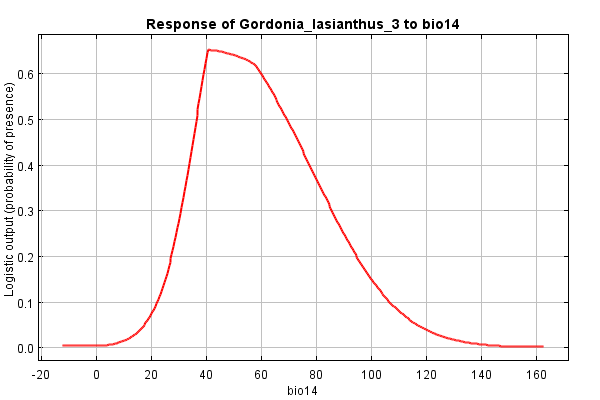 Response of Gordonia_lasianthus_3 to bio14
Logistic output (probability of presence)
0.6
0.5
0.4
0.3
0.2
0.1
0.0
-20 0 20 40 60 80 100 120 140 160
bio14